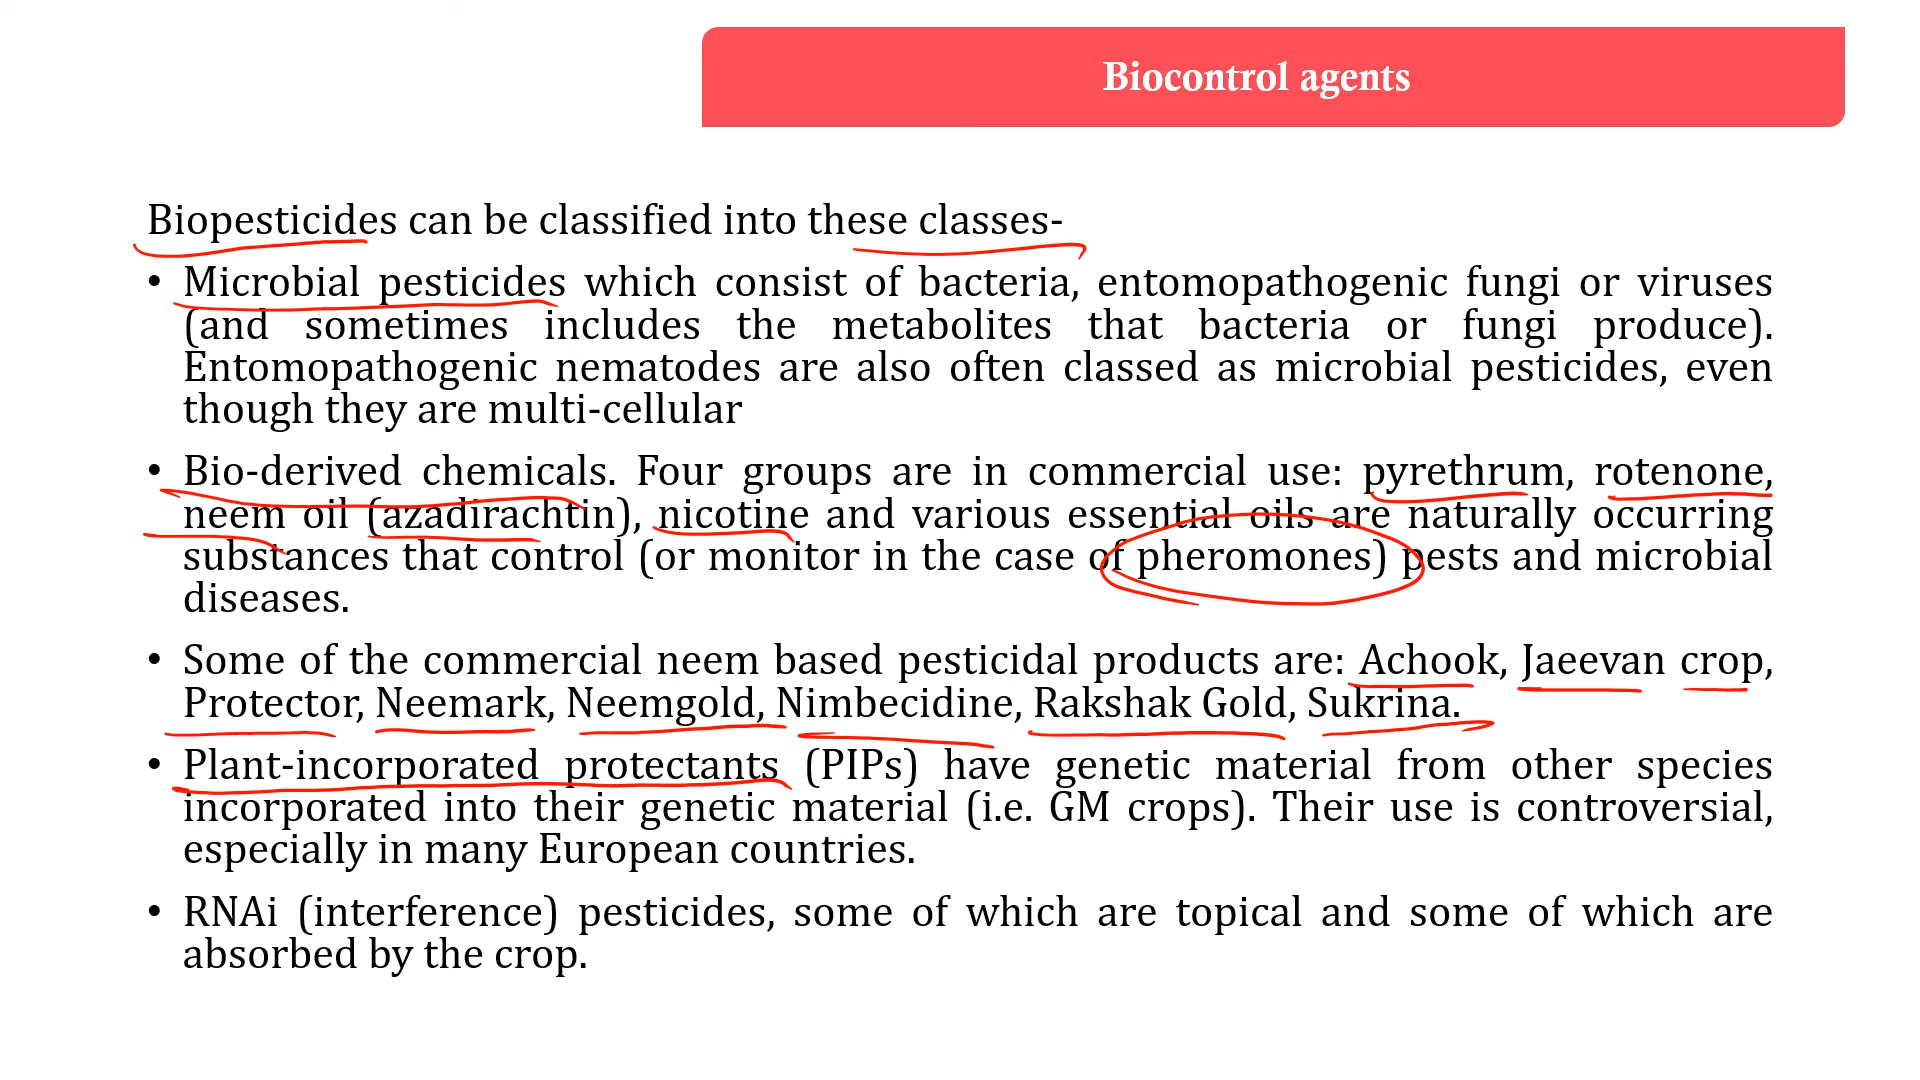 Biocontrol agents
Biopesticides can be classified into these classes-
• Microbial pesticides which consist of bacteria, entomopathogenic fungi or viruses
(and sometimes includes the metabolites that bacteria or fungi produce).
Entomopathogenic nematodes are also often classed as microbial pesticides, even
though they are multi-cellular
• Bio-derived chemicals. Four groups are in commercial use: pyrethrum, rotenone,
neem oil (azadirachtin), nicotine and various essential oils are naturally occurring
substances that control (or monitor in the case of pheromones) pests and microbial
diseases.
• Some of the commercial neem based pesticidal products are: Achook, Jaeevan crop,
Protector, Neemark, Neemgold, Nimbecidine, Rakshak Gold, Sukrina.
• Plant-incorporated protectants (PIPs) have genetic material from other species
incorporated into their genetic material (i.e. GM crops). Their use is controversial,
especially in many European countries.
• RNAi (interference) pesticides, some of which are topical and some of which are
absorbed by the crop.